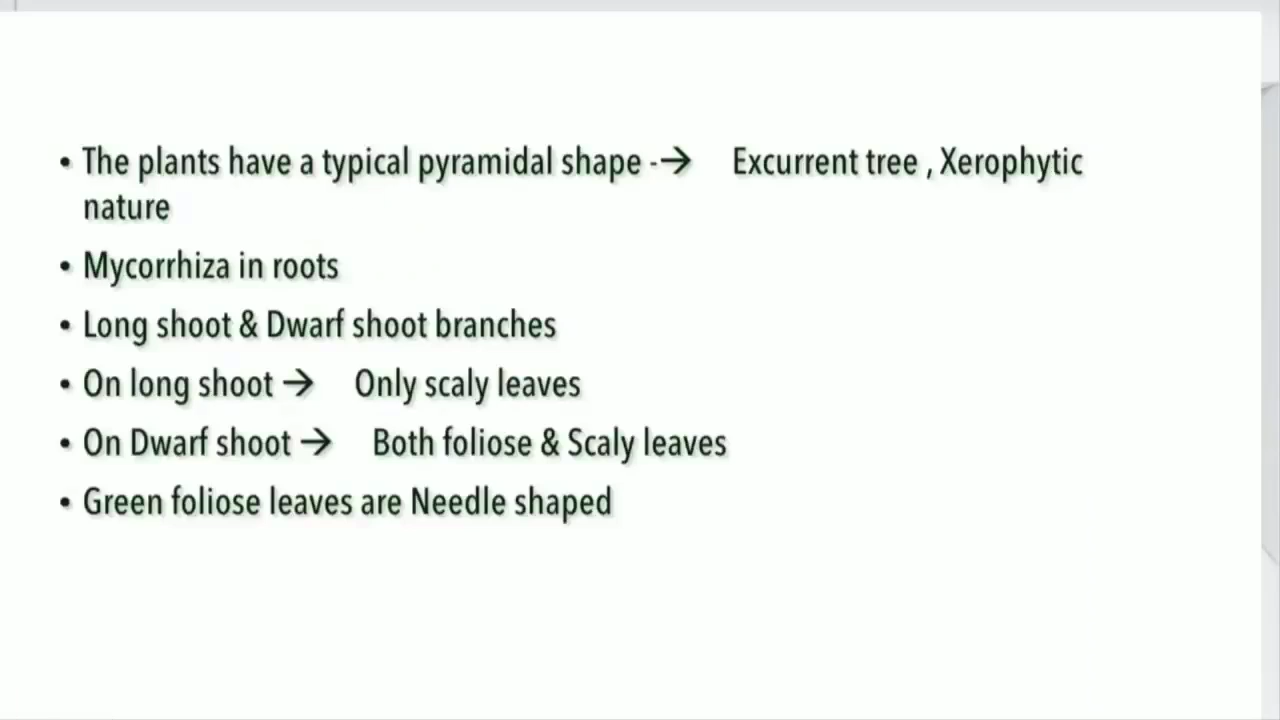 • The plants have a typical pyramidal shape -→ Excurrent tree , Xerophytic
nature
• Mycorrhiza in roots
• Long shoot & Dwarf shoot branches
• On long shoot → Only scaly leaves
• On Dwarf shoot → Both foliose & Scaly leaves
• Green foliose leaves are Needle shaped